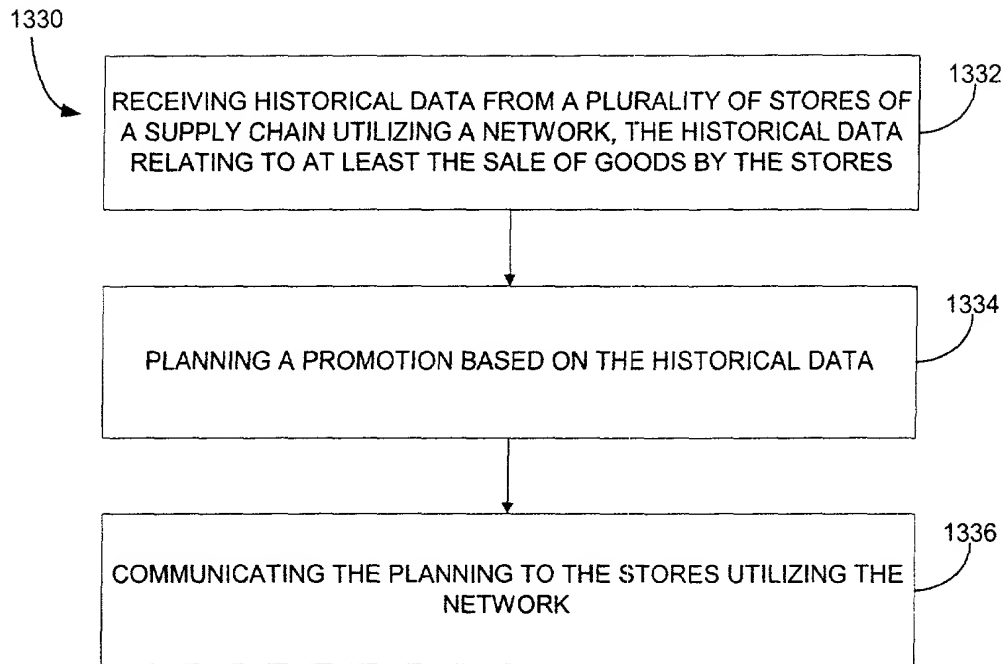 1330
1332
RECEIVING HISTORICAL DATA FROM A PLURALITY OF STORES OF
A SUPPLY CHAIN UTILIZING A NETWORK, THE HISTORICAL DATA
RELATING TO AT LEAST THE SALE OF GOODS BY THE STORES
1334
PLANNING A PROMOTION BASED ON THE HISTORICAL DATA
1336
COMMUNICATING THE PLANNING TO THE STORES UTILIZING THE
NETWORK